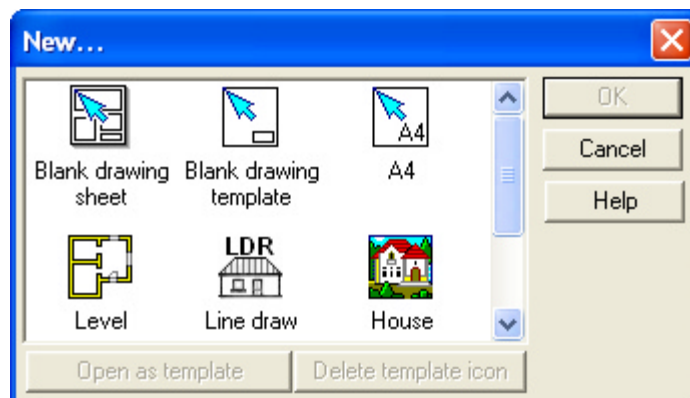 New...
OK
Cancel
Help
Blank drawing
sheet
Blank drawing
template
A4
A4
LDR
Level
Line draw
House
Open as template
Delete template icon